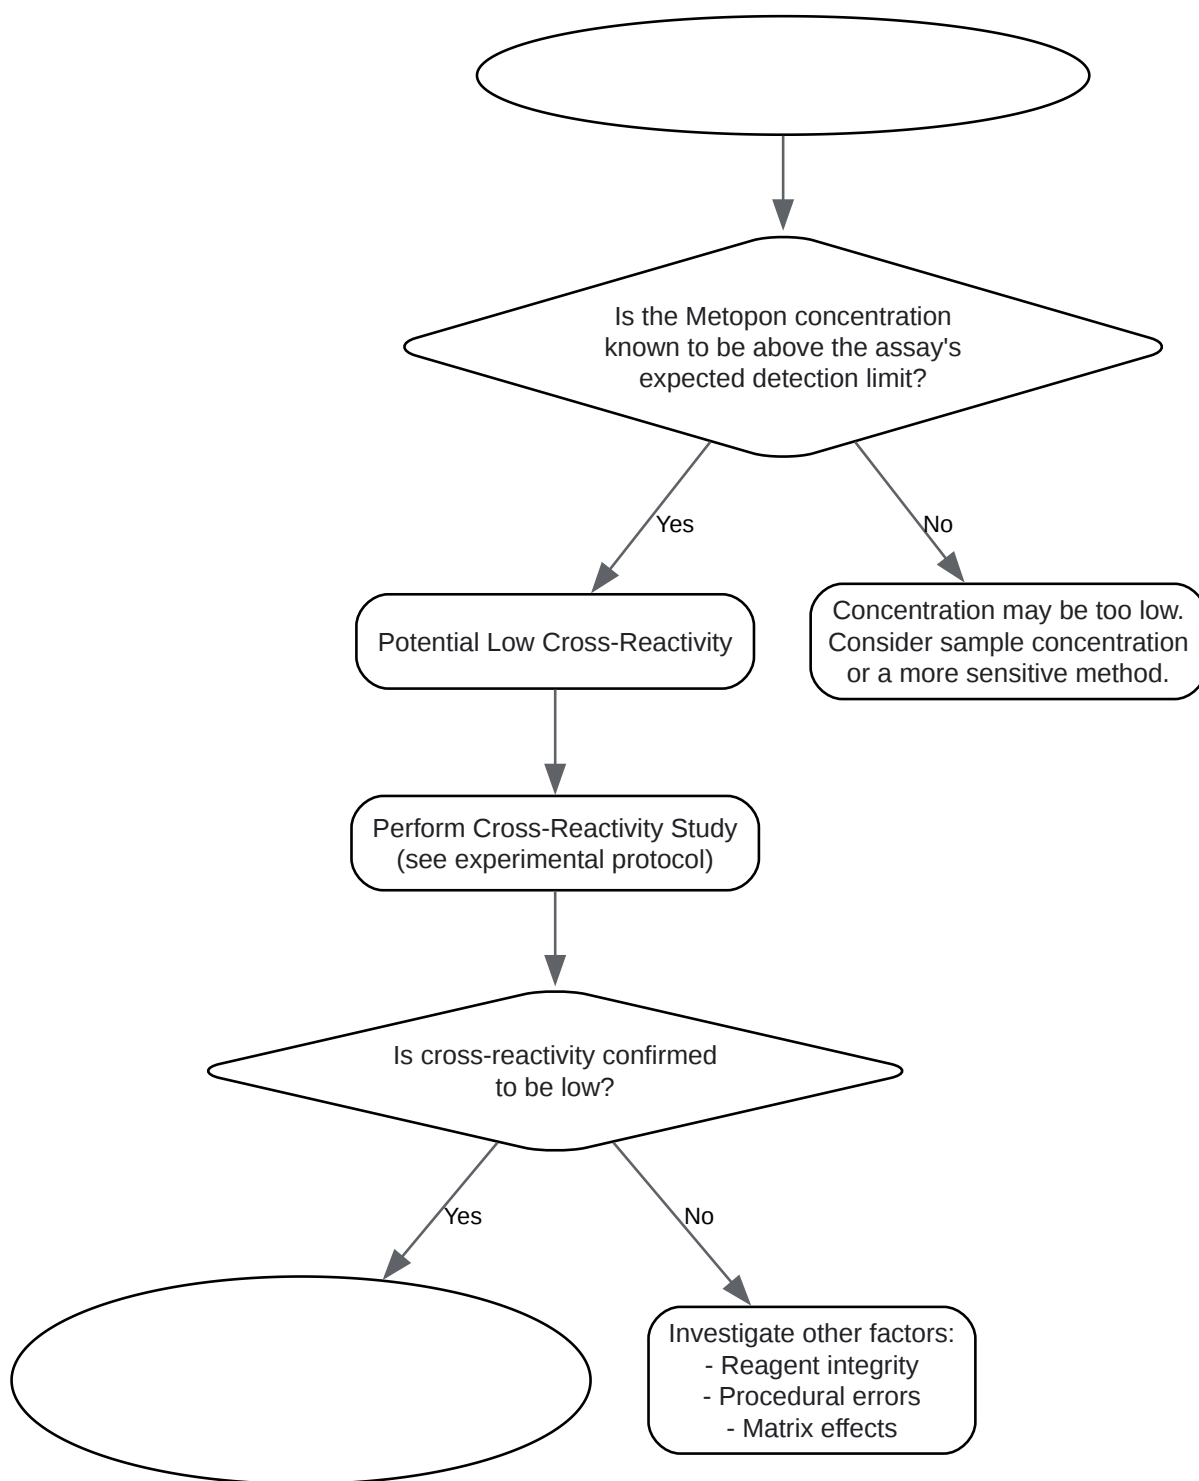 Is the Metopon concentration
known to be above the assay's
expected detection limit?
Yes
No
Potential Low Cross-Reactivity
Concentration may be too low.
Consider sample concentration
or a more sensitive method.
Perform Cross-Reactivity Study
(see experimental protocol)
Is cross-reactivity confirmed
to be low?
Yes
No
Investigate other factors:
- Reagent integrity
- Procedural errors
- Matrix effects